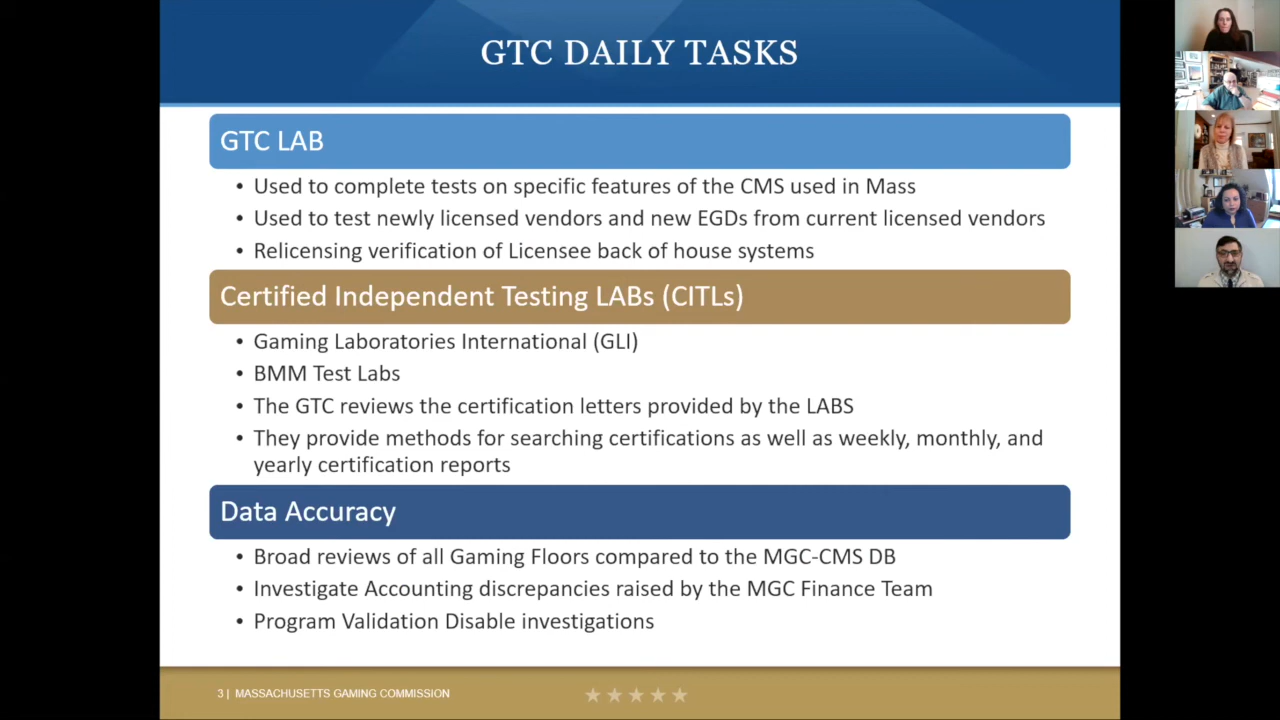 GTC DAILY TASKS
GTC LAB
• Used to complete tests on specific features of the CMS used in Mass
• Used to test newly licensed vendors and new EGDs from current licensed vendors
• Relicensing verification of Licensee back of house systems
Certified Independent Testing LABs (CITLs)
• Gaming Laboratories International (GLI)
• BMM Test Labs
• The GTC reviews the certification letters provided by the LABS
• They provide methods for searching certifications as well as weekly, monthly, and
yearly certification reports
Data Accuracy
• Broad reviews of all Gaming Floors compared to the MGC-CMS DB
• Investigate Accounting discrepancies raised by the MGC Finance Team
• Program Validation Disable investigations
3 | MASSACHUSETTS GAMING COMMISSION